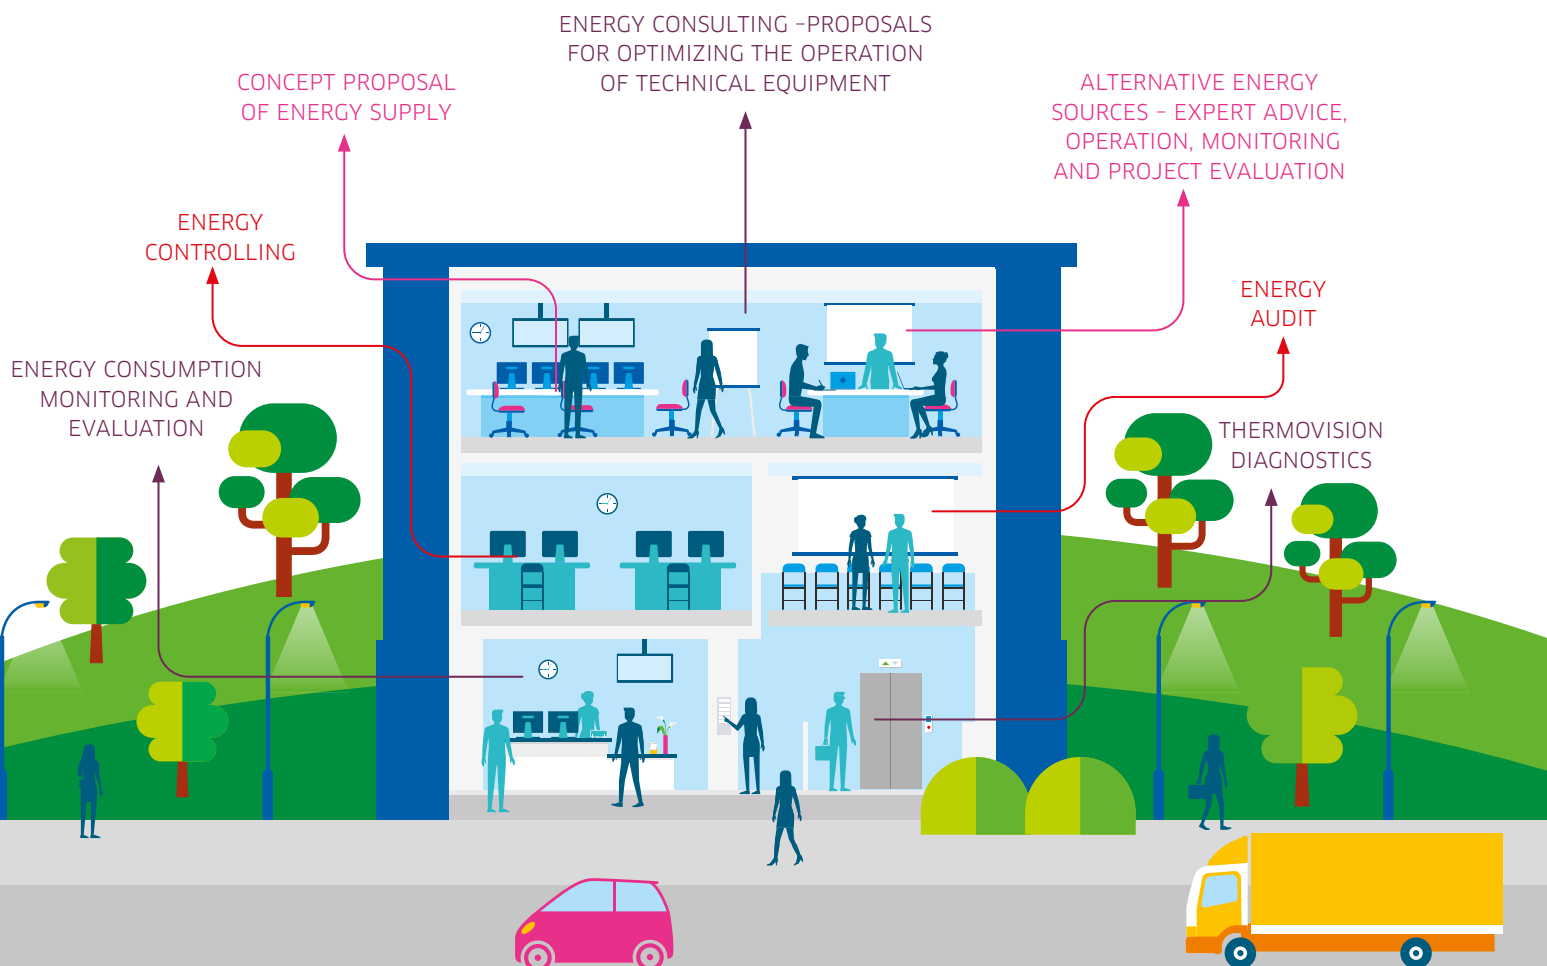 ENERGY CONSULTING –PROPOSALS
FOR OPTIMIZING THE OPERATION
OF TECHNICAL EQUIPMENT
CONCEPT PROPOSAL
OF ENERGY SUPPLY
ALTERNATIVE ENERGY
SOURCES – EXPERT ADVICE,
OPERATION, MONITORING
AND PROJECT EVALUATION
ENERGY
CONTROLLING
ENERGY
AUDIT
ENERGY CONSUMPTION
MONITORING AND
EVALUATION
THERMOVISION
DIAGNOSTICS